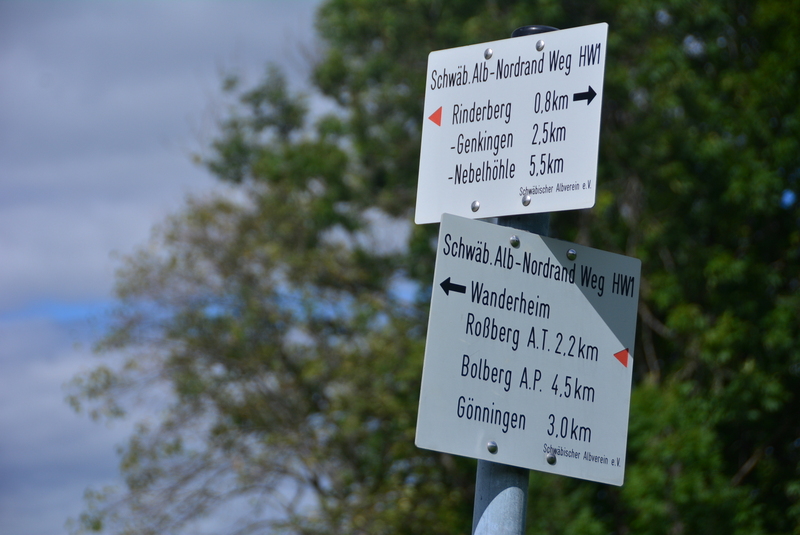 Schwäb. Alb-Nordrand Weg HW1
Rinderberg 0,8km
-Genkingen 2,5km
-Nebelhöhle 5,5km
Schwäbischer Albverein e.V.
Schwäb. Alb-Nordrand Weg HW1
Wanderheim
Roßberg A.T. 2,2km
Bolberg A.P. 4,5km
Gönningen 3,0km
Schwäbischer Albverein e.V.